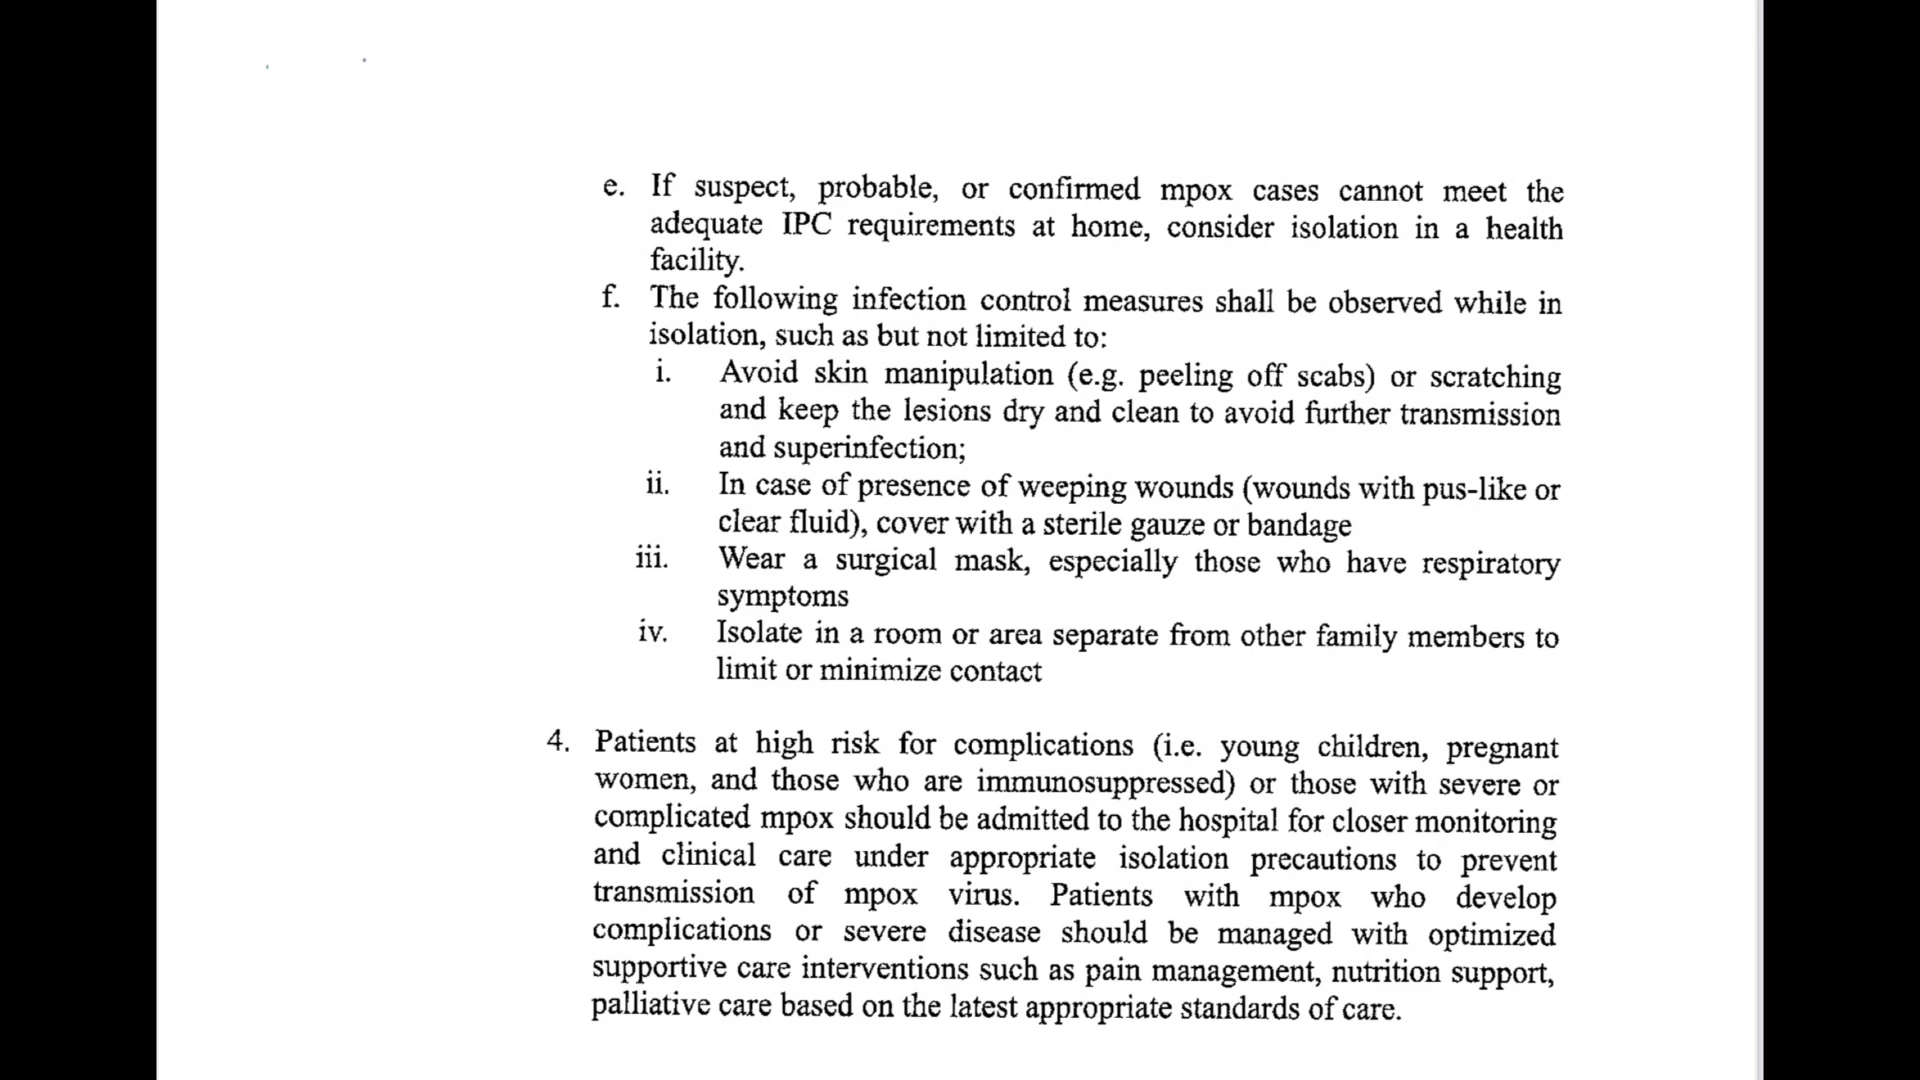 e. If suspect, probable, or confirmed mpox cases cannot meet the
adequate IPC requirements at home, consider isolation in a health
facility.
f. The following infection control measures shall be observed while in
isolation, such as but not limited to:
i. Avoid skin manipulation (e.g. peeling off scabs) or scratching
and keep the lesions dry and clean to avoid further transmission
and superinfection;
ii. In case of presence of weeping wounds (wounds with pus-like or
clear fluid), cover with a sterile gauze or bandage
iii. Wear a surgical mask, especially those who have respiratory
symptoms
iv. Isolate in a room or area separate from other family members to
limit or minimize contact
4. Patients at high risk for complications (i.e. young children, pregnant
women, and those who are immunosuppressed) or those with severe or
complicated mpox should be admitted to the hospital for closer monitoring
and clinical care under appropriate isolation precautions to prevent
transmission of mpox virus. Patients with mpox who develop
complications or severe disease should be managed with optimized
supportive care interventions such as pain management, nutrition support,
palliative care based on the latest appropriate standards of care.